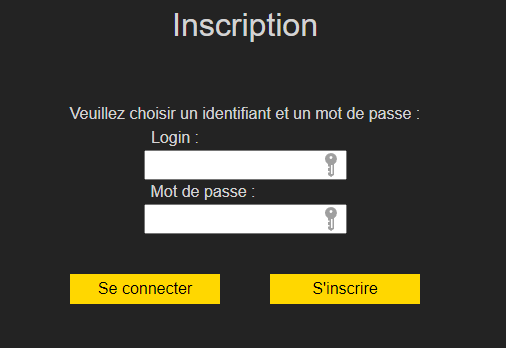 Inscription
Veuillez choisir un identifiant et un mot de passe :
Login :
Mot de passe :
Se connecter
S'inscrire